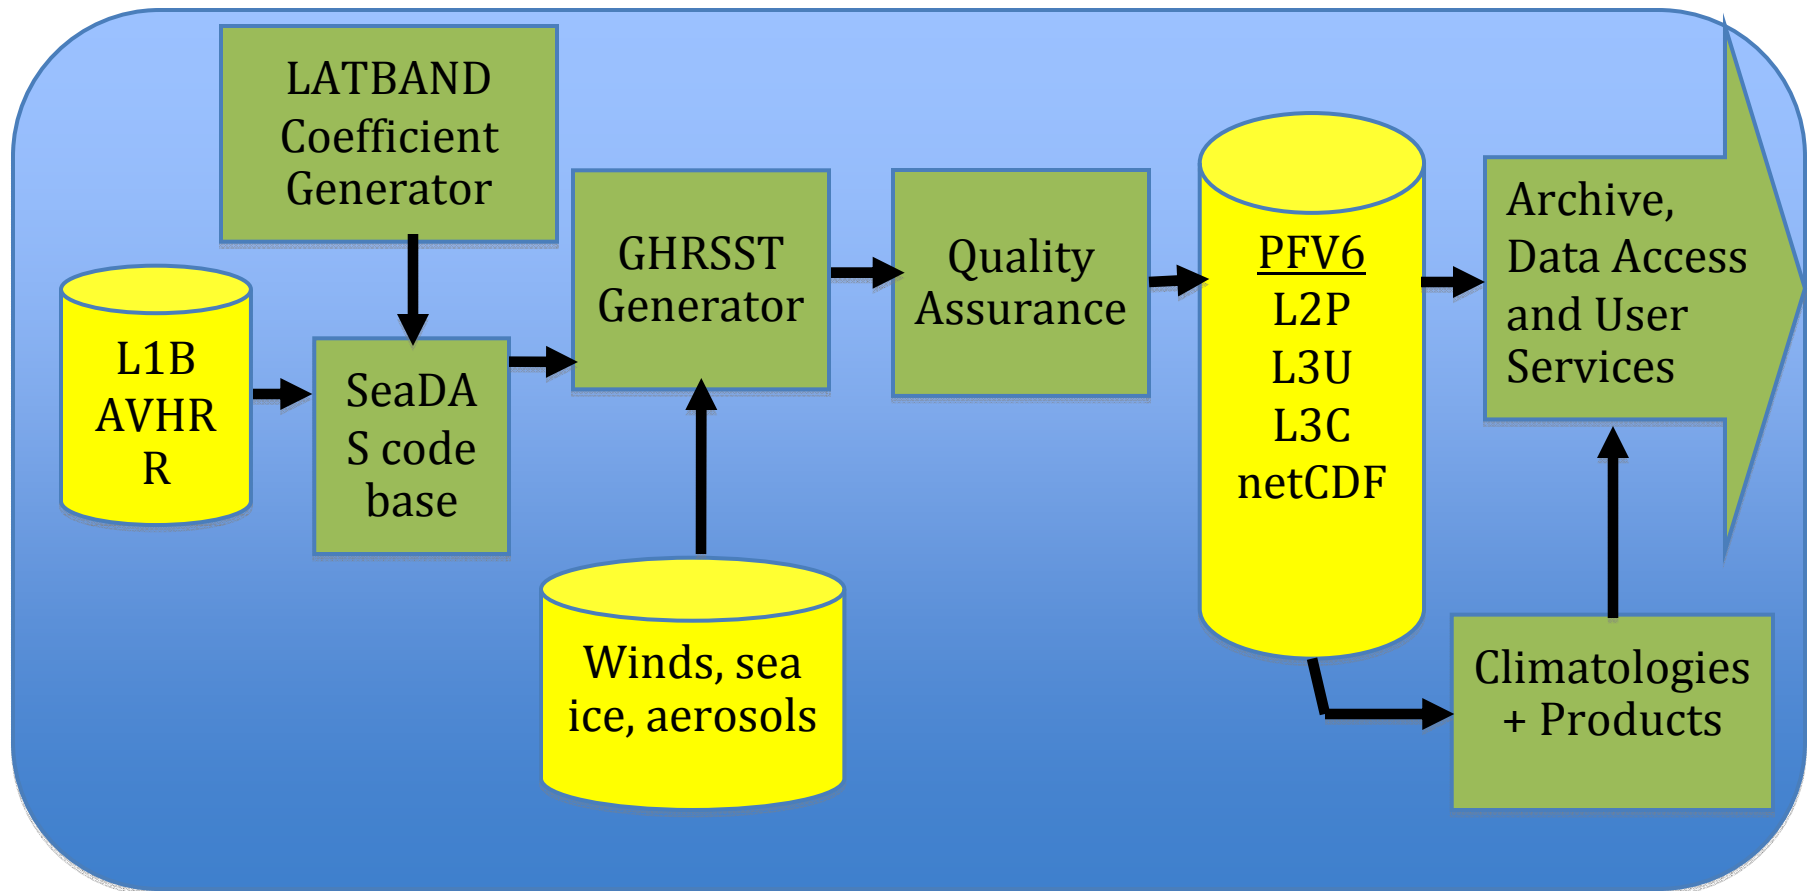 LATBAND
Coefficient
Generator
L1B
AVHR
R
SeaDA
S code
base
GHRSST
Generator
Winds, sea
ice, aerosols
Quality
Assurance
PFV6
L2P
L3U
L3C
netCDF
Archive,
Data Access
and User
Services
Climatologies
+ Products